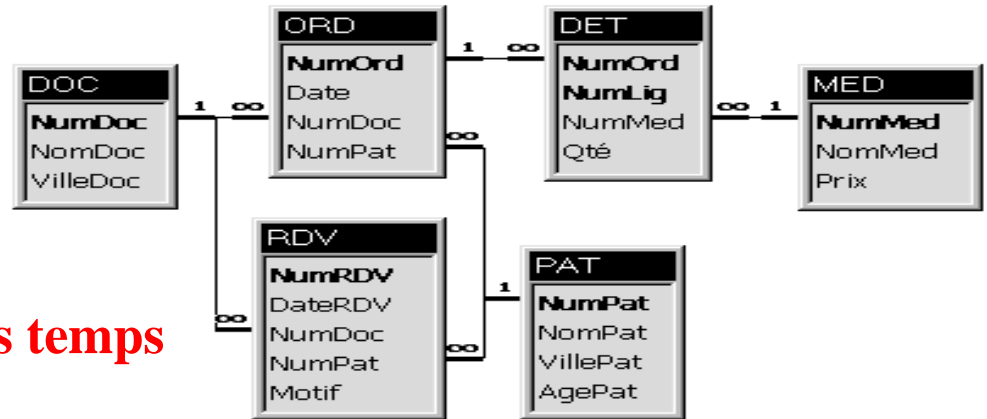 DOC
NumDoc
NomDoc
VilleDoc
1
∞
ORD
NumOrd
Date
NumDoc
NumPat
1
∞
∞
DET
NumOrd
NumLig
NumMed
Qté
∞
1
MED
NumMed
NomMed
Prix
∞
RDV
NumRDV
DateRDV
NumDoc
NumPat
Motif
∞
1
PAT
NumPat
NomPat
VillePat
AgePat
s temps